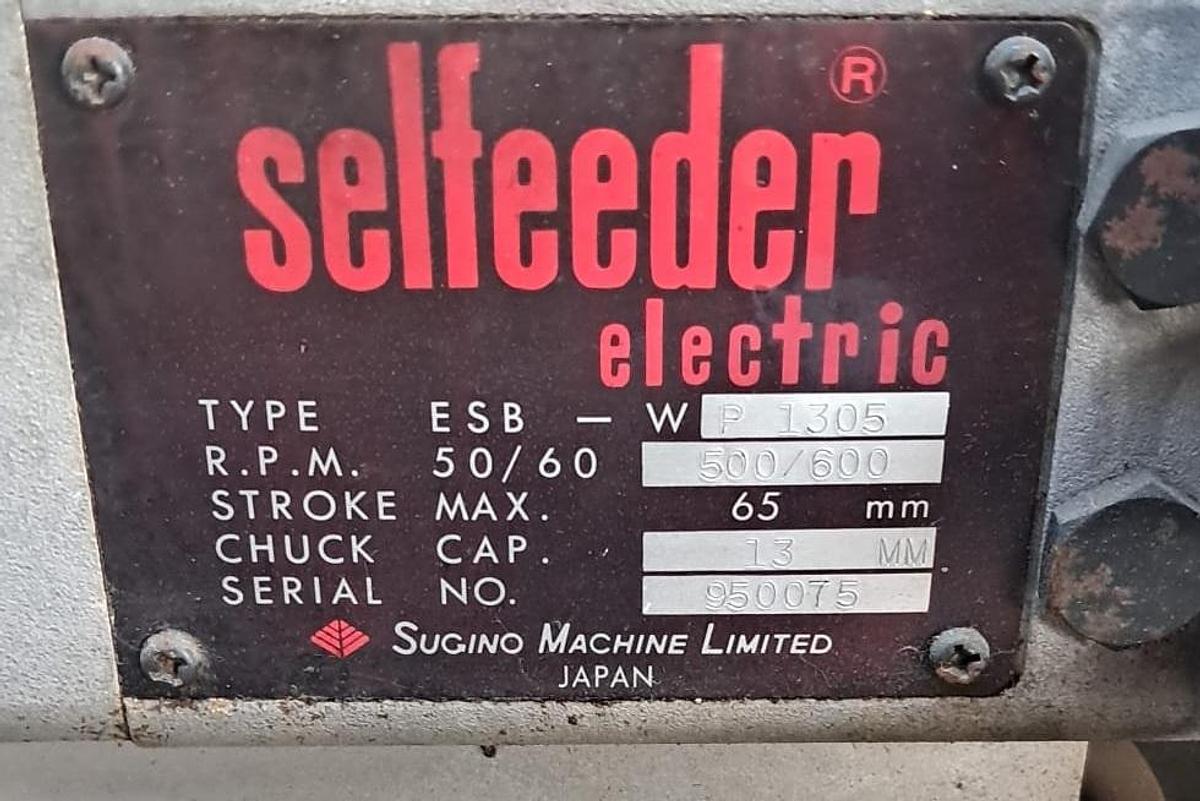 selfeeder®
electric
TYPE ESB – W P 1305
R.P.M. 50/60 500/600
STROKE MAX. 65 mm
CHUCK CAP. 13 MM
SERIAL NO. 950075
SUGINO MACHINE LIMITED
JAPAN